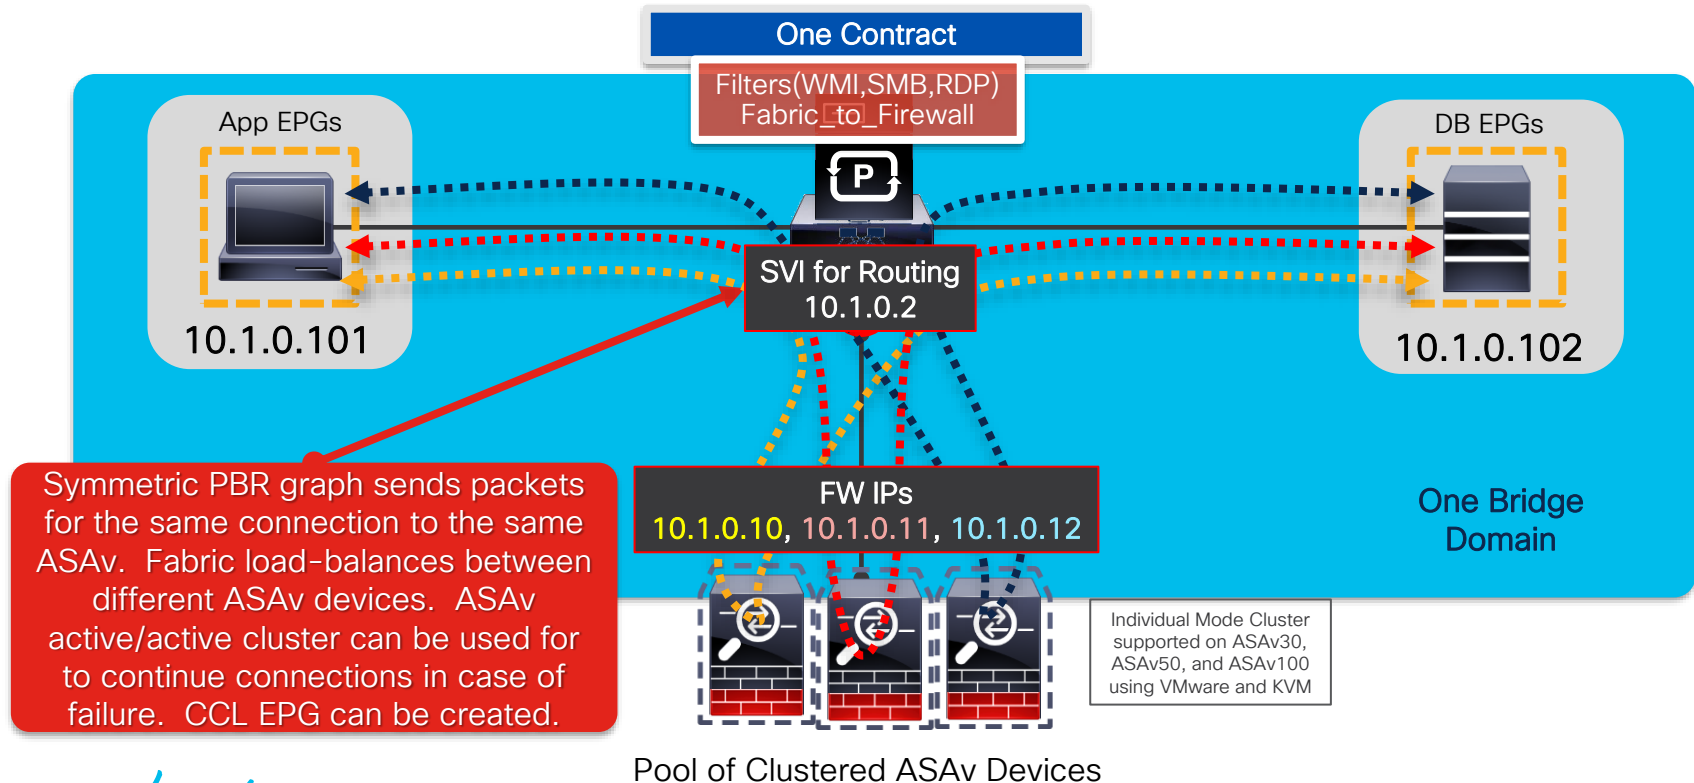 One Contract
Filters(WMI,SMB,RDP)
Fabric_to_Firewall
App EPGs
P
DB EPGs
SVI for Routing
10.1.0.2
10.1.0.101
10.1.0.102
Symmetric PBR graph sends packets
for the same connection to the same
ASAv. Fabric load-balances between
different ASAv devices. ASAv
active/active cluster can be used for
to continue connections in case of
failure. CCL EPG can be created.
FW IPs
10.1.0.10, 10.1.0.11, 10.1.0.12
One Bridge
Domain
Individual Mode Cluster
supported on ASAv30,
ASAv50, and ASAv100
using VMware and KVM
Pool of Clustered ASAv Devices